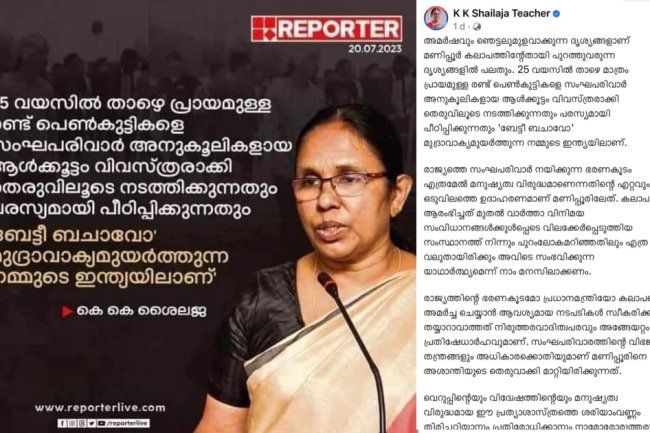 REPORTER
20.07.2023
5 വയസിൽ താഴെ പ്രായമുള്ള
രണ്ട് പെൺകുട്ടികളെ
സംഘപരിവാർ അനുകൂലികളായ
ആൾക്കൂട്ടം വിവസ്ത്രരാക്കി
തെരുവിലൂടെ നടത്തിക്കുന്നതും
പരസ്യമായി പീഠിപ്പിക്കുന്നതും
'ബേട്ടീ ബചാവോ'
മുദ്രാവാക്യമുയർത്തുന്ന
നമ്മുടെ ഇന്ത്യയിലാണ്'
കെ കെ ശൈലജ
www.reporterlive.com
reporterlive
K K Shailaja Teacher
1 d
അമർഷവും ഞെട്ടലുമുളവാക്കുന്ന ദൃശ്യങ്ങളാണ്
മണിപ്പൂർ കലാപത്തിന്റേതായി പുറത്തുവരുന്ന
ദൃശ്യങ്ങളിൽ പലതും. 25 വയസിൽ താഴെ മാത്രം
പ്രായമുള്ള രണ്ട് പെൺകുട്ടികളെ സംഘപരിവാർ
അനുകൂലികളായ ആൾക്കൂട്ടം വിവസ്ത്രരാക്കി
തെരുവിലൂടെ നടത്തിക്കുന്നതും പരസ്യമായി
പീഠിപ്പിക്കുന്നതും 'ബേട്ടീ ബചാവോ'
മുദ്രാവാക്യമുയർത്തുന്ന നമ്മുടെ ഇന്ത്യയിലാണ്.
രാജ്യത്തെ സംഘപരിവാർ നയിക്കുന്ന ഭരണകൂടം
എത്രമേൽ മനുഷ്യത്വ വിരുദ്ധമാണെന്നതിന്റെ ഏറ്റവും
ഒടുവിലത്തെ ഉദാഹരണമാണ് മണിപ്പൂരിലേത്. കലാപ
ആരംഭിച്ചത് മുതൽ വാർത്താ വിനിമയ
സംവിധാനങ്ങൾക്കുൾപ്പെടെ വിലക്കേർപ്പെടുത്തിയ
സംസ്ഥാനത്ത് നിന്നും പുറംലോകമറിഞ്ഞതിലും എത്ര
വലുതായിരിക്കും അവിടെ സംഭവിക്കുന്ന
യാഥാർത്ഥ്യമെന്ന് നാം മനസിലാക്കണം.
രാജ്യത്തിന്റെ ഭരണകൂടമോ പ്രധാനമന്ത്രിയോ കലാപ
അമർച്ച ചെയ്യാൻ ആവശ്യമായ നടപടികൾ സ്വീകരിക്ക
തയ്യാറാവാത്തത് നിരുത്തരവാദിത്വപരവും അങ്ങേയറ്റം
പ്രതിഷേധാർഹവുമാണ്. സംഘപരിവാരത്തിന്റെ വിഭജ
തന്ത്രങ്ങളും അധികാരക്കൊതിയുമാണ് മണിപ്പൂരിനെ
അശാന്തിയുടെ തെരുവാക്കി മാറ്റിയിരിക്കുന്നത്.
വെറുപ്പിന്റെയും വിദ്വേഷത്തിന്റെയും മനുഷ്യത്വ
വിരുദ്ധമായ ഈ പ്രത്യാശാസ്ത്രത്തെ ശരിയാംവണ്ണം
തിരിച്ചറിയാനും പ്രതിരോധിക്കാനും നാമോരോരുത്തര